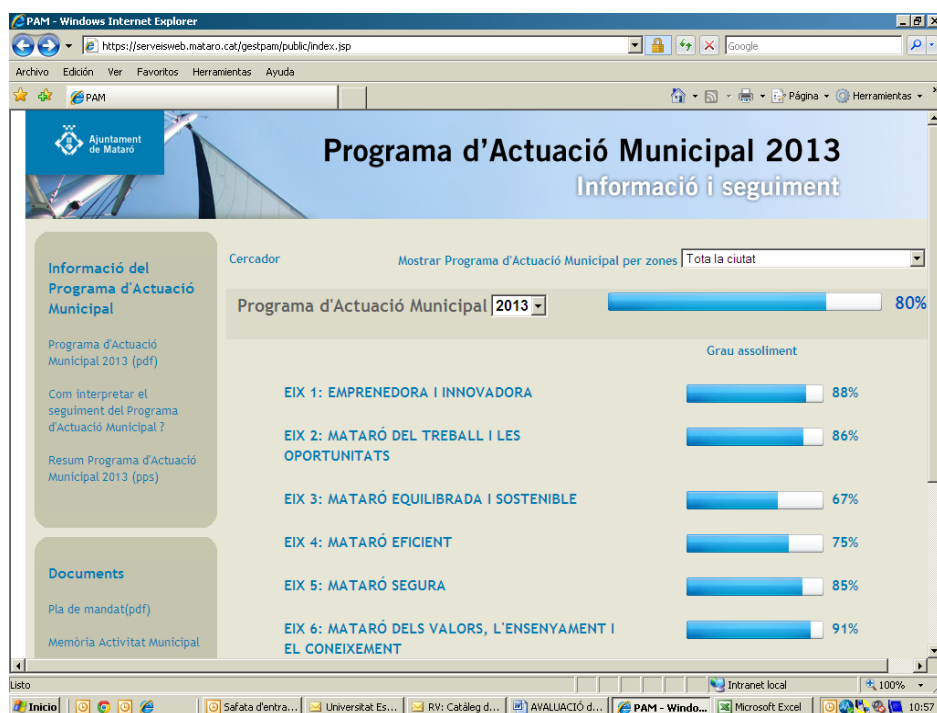 PAM - Windows Internet Explorer
https://serveisweb.mataro.cat/gestpam/public/index.jsp
Google
Archivo Edición Ver Favoritos Herramientas Ayuda
PAM
Página
Herramientas
Ajuntament
de Mataró
Programa d'Actuació Municipal 2013
Informació i seguiment
Informació del
Programa d'Actuació
Municipal
Programa d'Actuació
Municipal 2013 (pdf)
Com interpretar el
seguiment del Programa
d'Actuació Municipal ?
Resum Programa d'Actuació
Municipal 2013 (pps)
Documents
Pla de mandat(pdf)
Memòria Activitat Municipal
Cercador
Mostrar Programa d'Actuació Municipal per zones Tota la ciutat
Programa d'Actuació Municipal 2013 80%
Grau assoliment
EIX 1: EMPRENEDORA I INNOVADORA 88%
EIX 2: MATARÓ DEL TREBALL I LES
OPORTUNITATS
86%
EIX 3: MATARÓ EQUILIBRADA I SOSTENIBLE 67%
EIX 4: MATARÓ EFICIENT 75%
EIX 5: MATARÓ SEGURA 85%
EIX 6: MATARÓ DELS VALORS, L'ENSENYAMENT I
EL CONEIXEMENT
91%
Listo
Intranet local
100%
Inicio
Safata d'entra...
Universitat Es...
RV: Catàleg d...
AVALUACIÓ d...
PAM - Windo...
Microsoft Excel
10:57